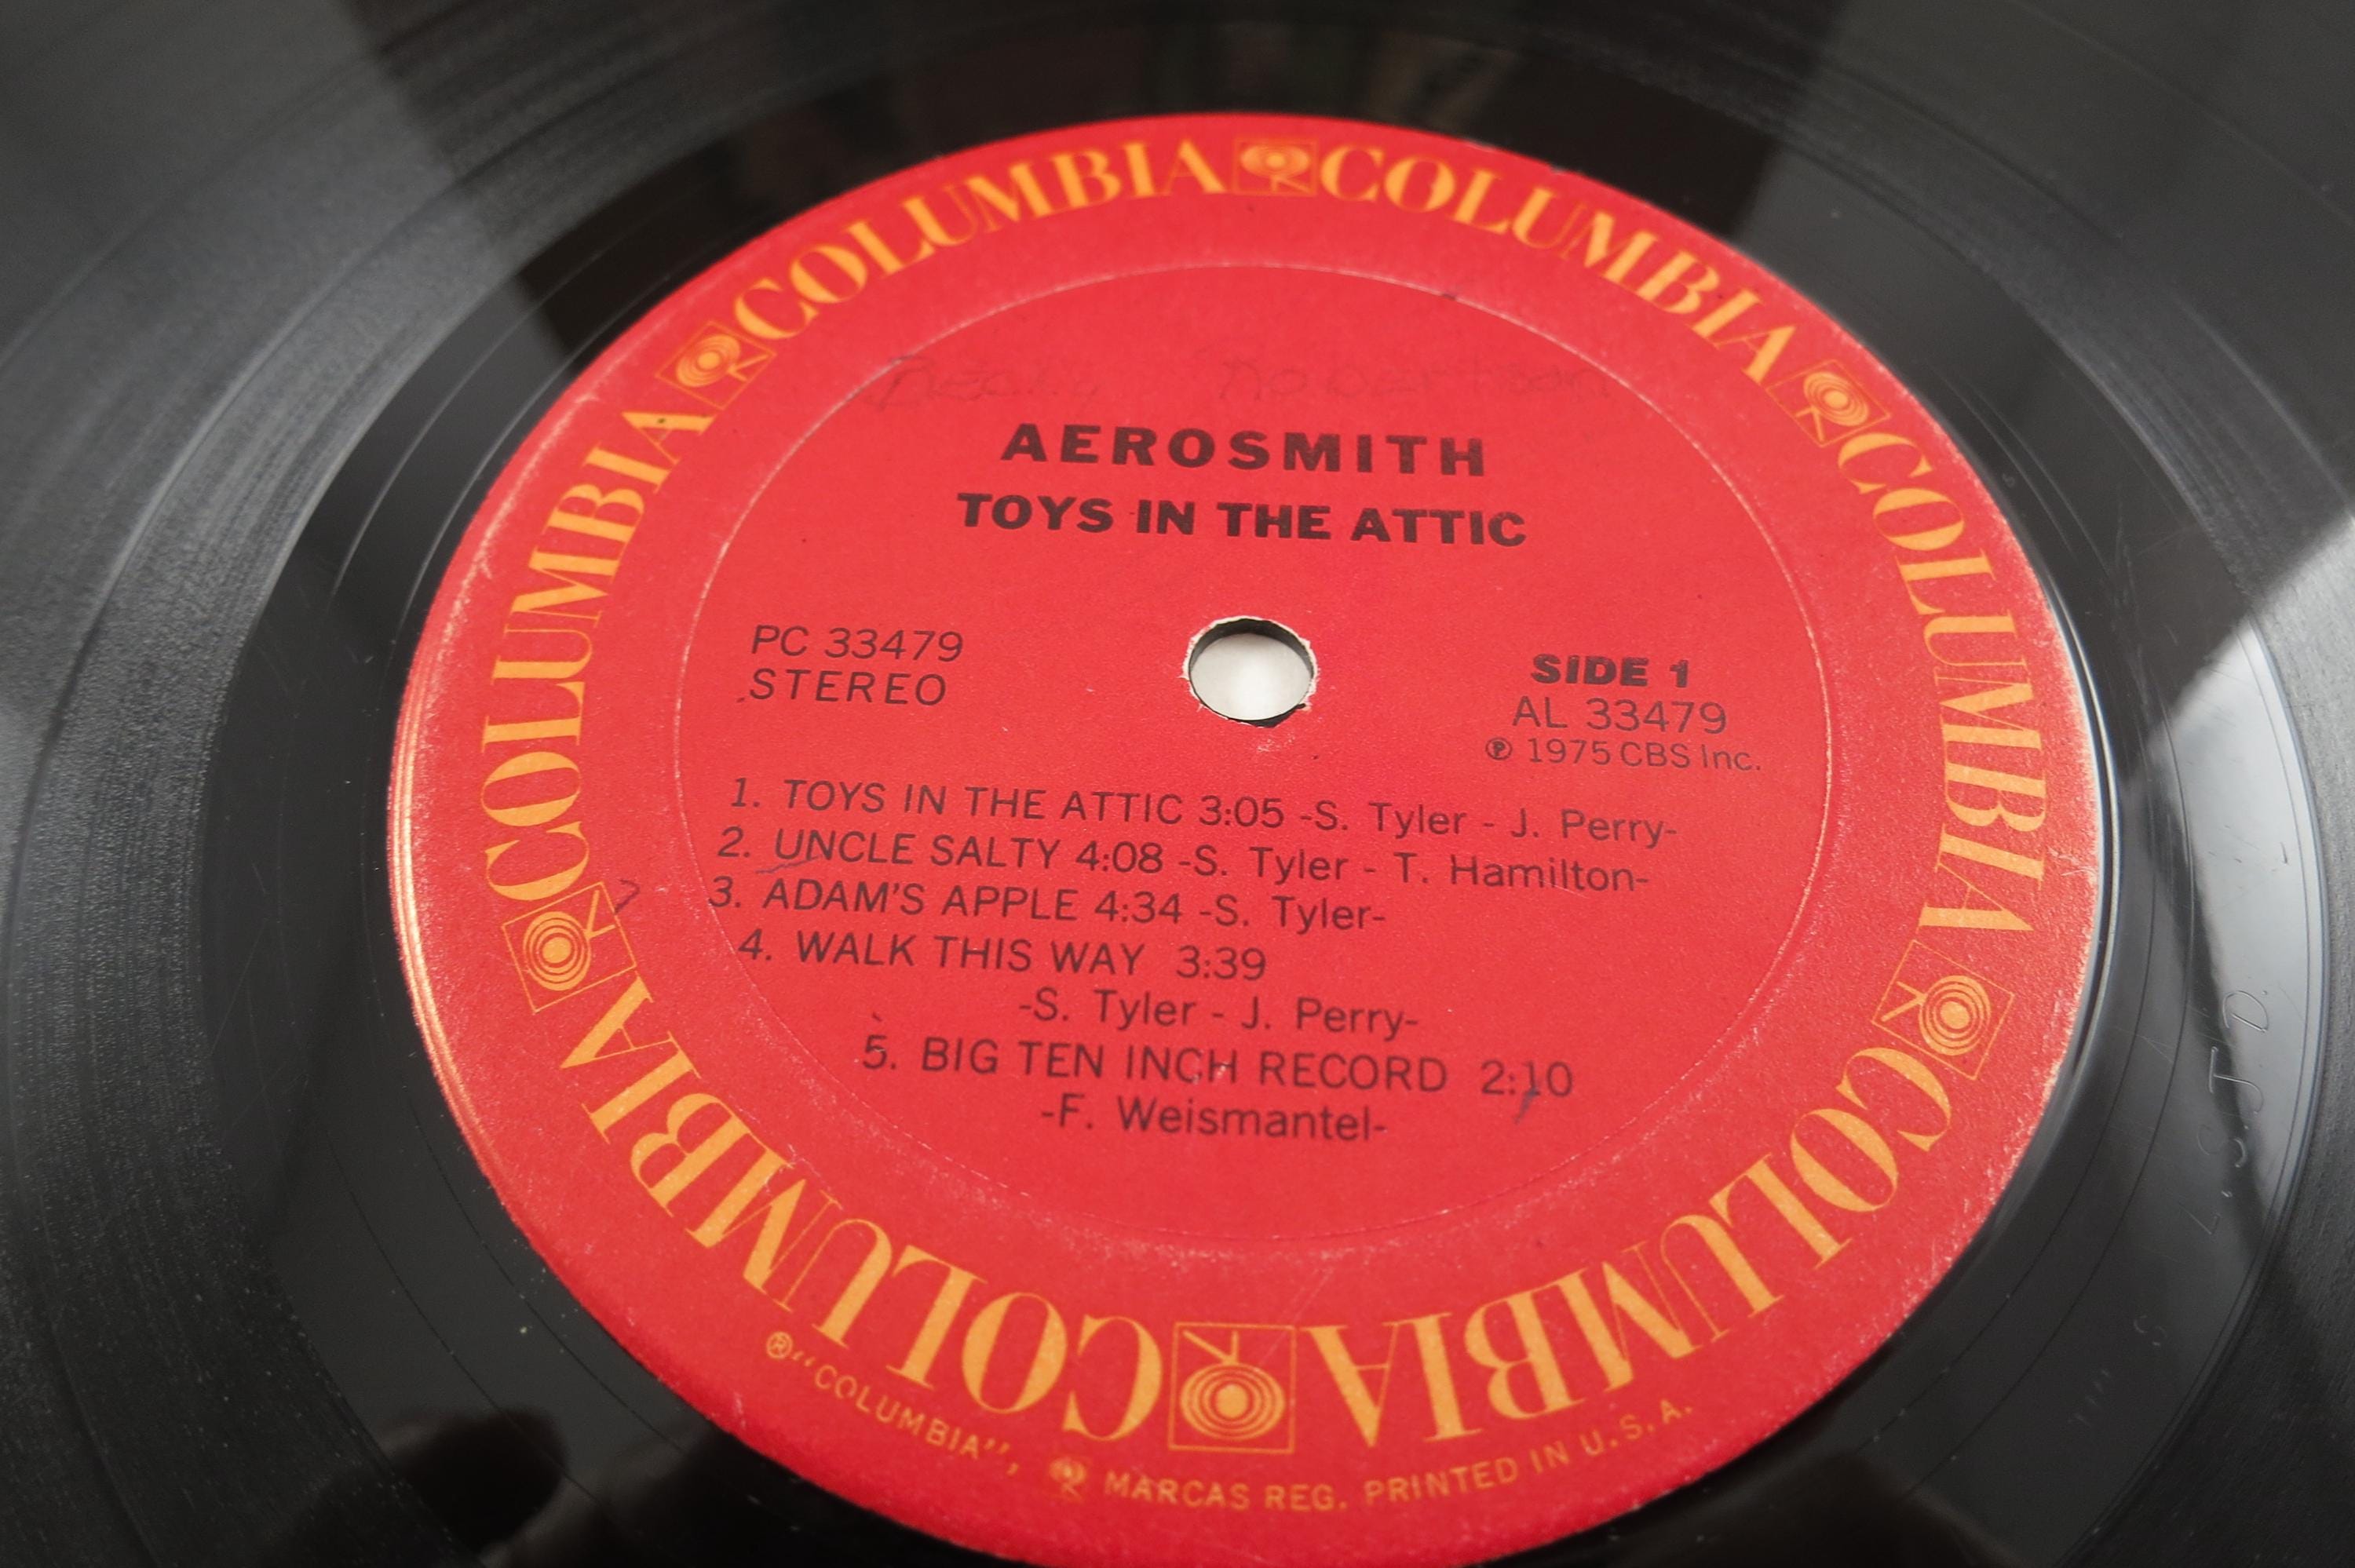 COLUMBIA COLUMBIA COLUMBIA COLUMBIA COLUMBIA COLUMBIA
AEROSMITH
TOYS IN THE ATTIC
PC 33479
STEREO
SIDE 1
AL 33479
℗ 1975 CBS Inc.
1. TOYS IN THE ATTIC 3:05 -S. Tyler - J. Perry-
2. UNCLE SALTY 4:08 -S. Tyler - T. Hamilton-
3. ADAM'S APPLE 4:34 -S. Tyler-
4. WALK THIS WAY 3:39
-S. Tyler - J. Perry-
5. BIG TEN INCH RECORD 2:10
-F. Weismantel-
® "COLUMBIA", MARCAS REG. PRINTED IN U.S.A.